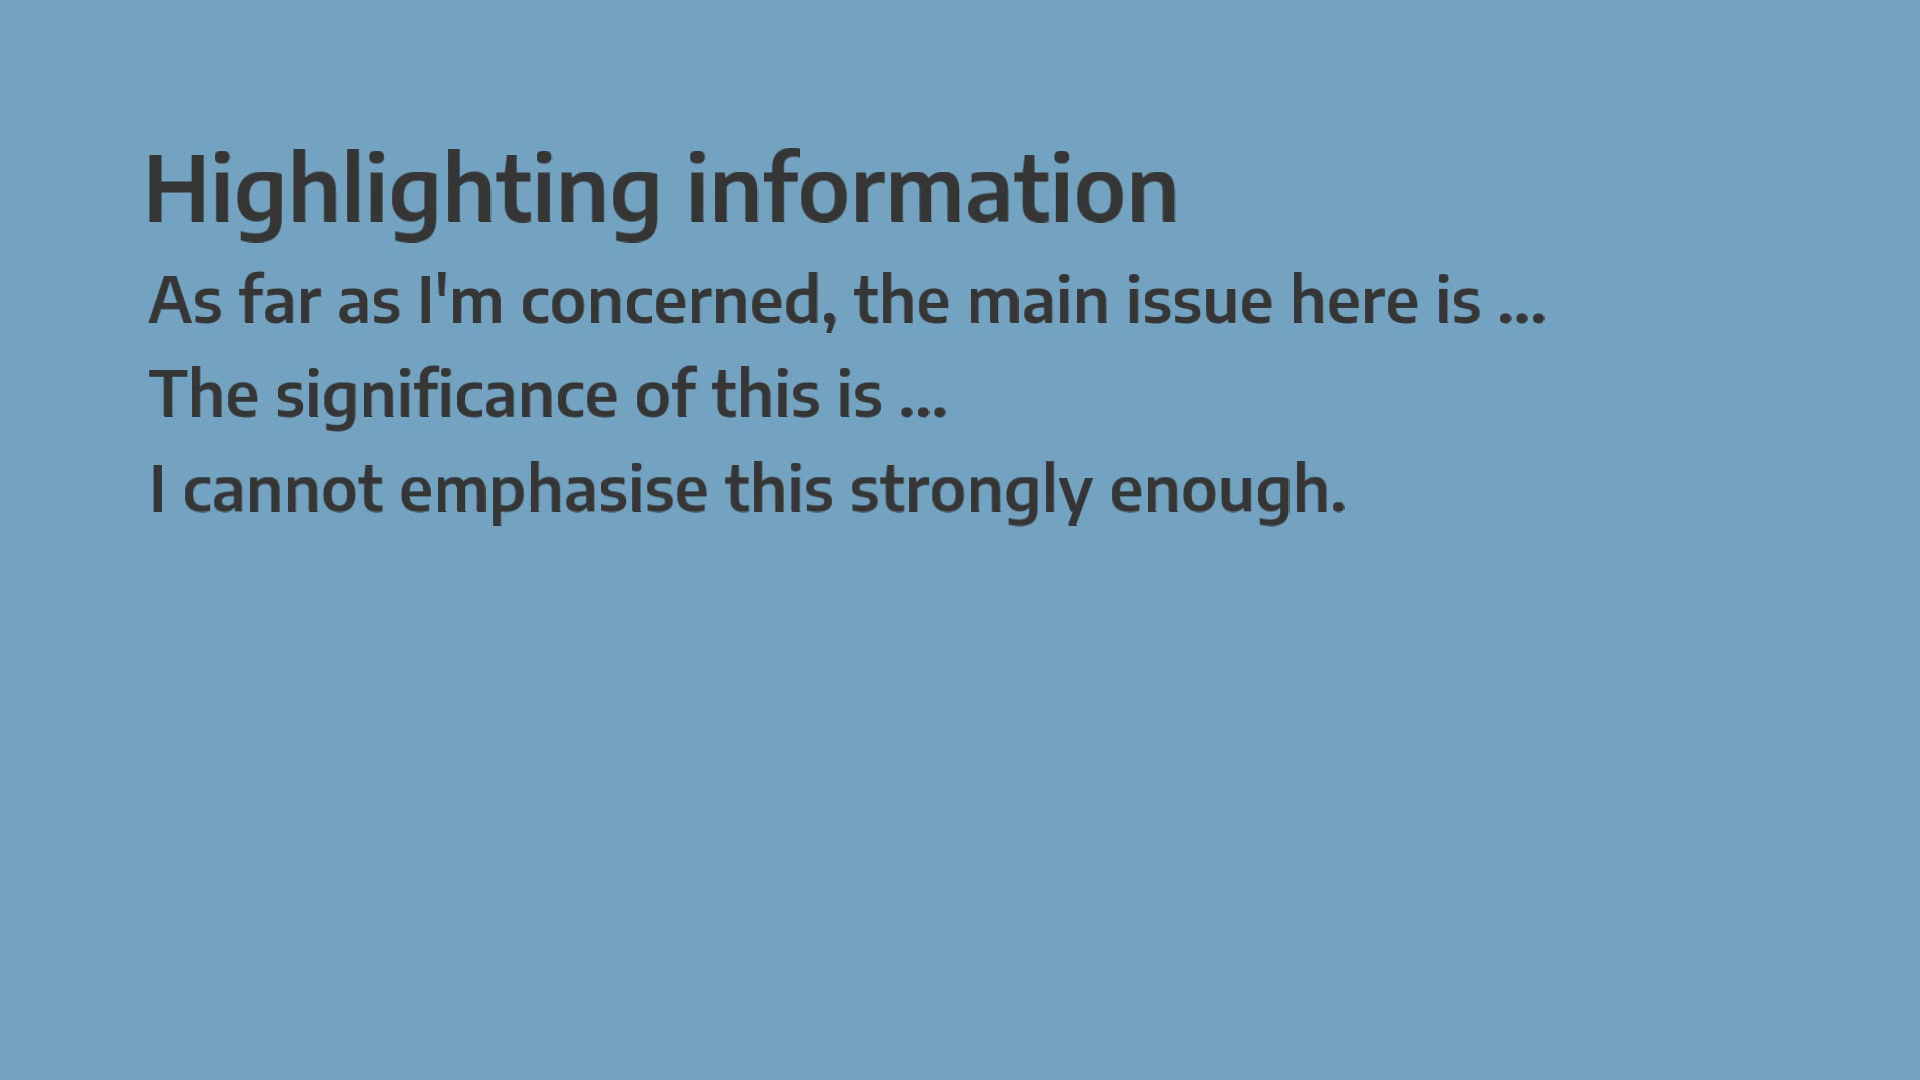 Highlighting information
As far as I'm concerned, the main issue here is ...
The significance of this is ...
I cannot emphasise this strongly enough.